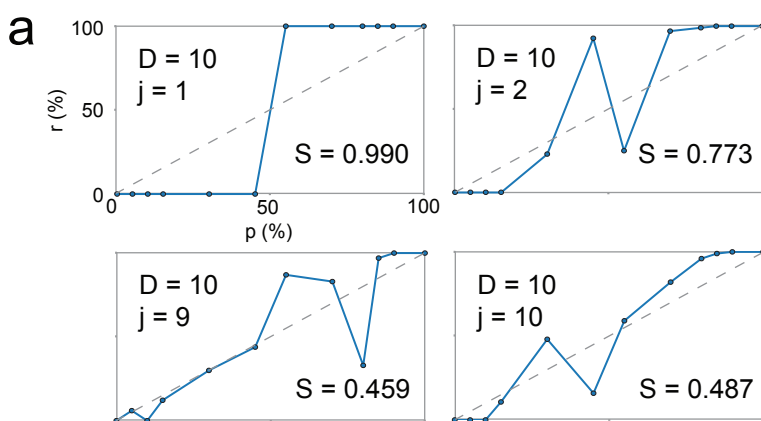 a
100
50
0
r (%)
D = 10
j = 1
S = 0.990
0
50
100
p (%)
D = 10
j = 2
S = 0.773
D = 10
j = 9
S = 0.459
D = 10
j = 10
S = 0.487